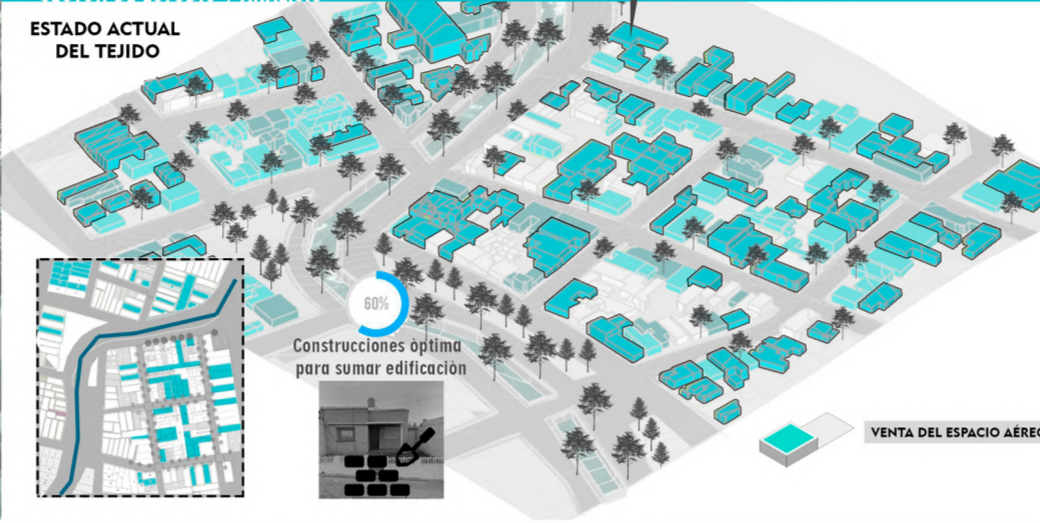 ESTADO ACTUAL
DEL TEJIDO
60%
Construcciones òptima
para sumar edificaciòn
VENTA DEL ESPACIO AÉREO